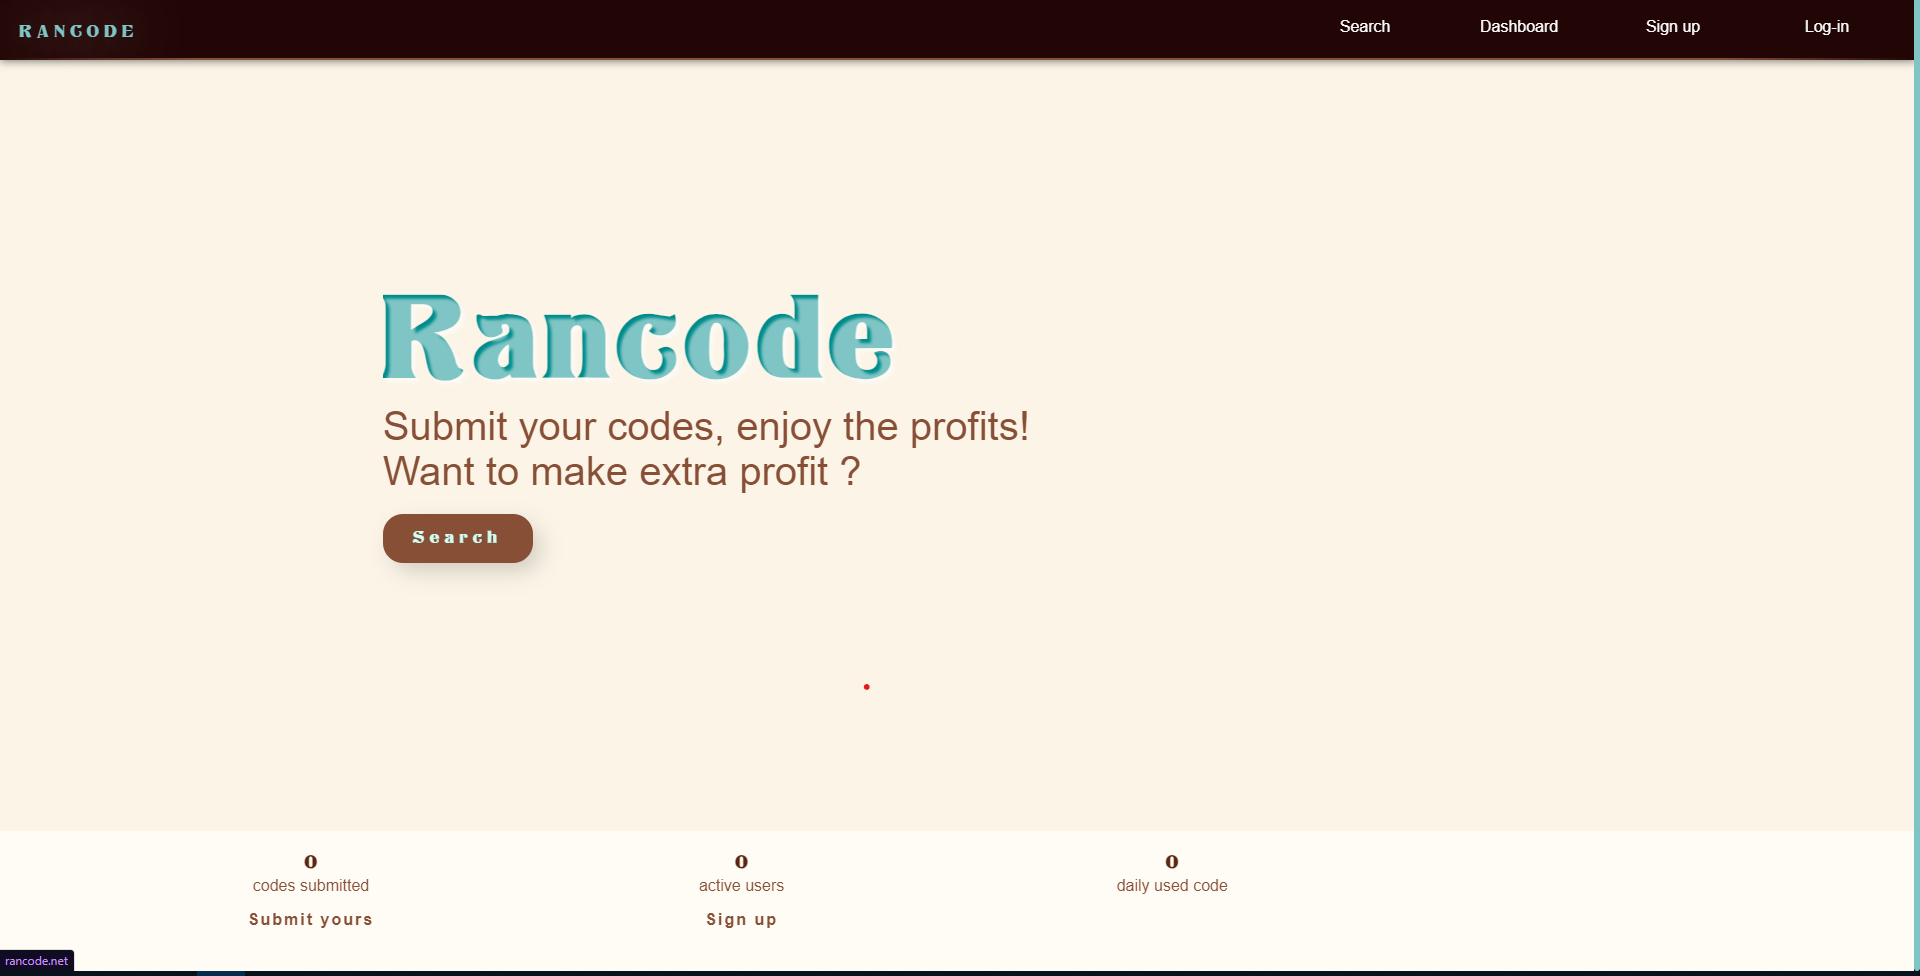 RANCODE
Search
Dashboard
Sign up
Log-in
Rancode
Submit your codes, enjoy the profits!
Want to make extra profit ?
Search
0
codes submitted
Submit yours
0
active users
Sign up
0
daily used code
rancode.net